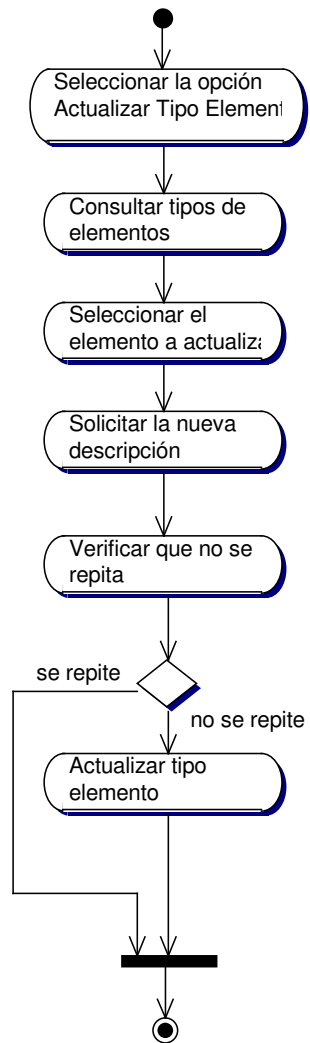 Seleccionar la opción
Actualizar Tipo Element
Consultar tipos de
elementos
Seleccionar el
elemento a actualiza
Solicitar la nueva
descripción
Verificar que no se
repita
se repite
no se repite
Actualizar tipo
elemento